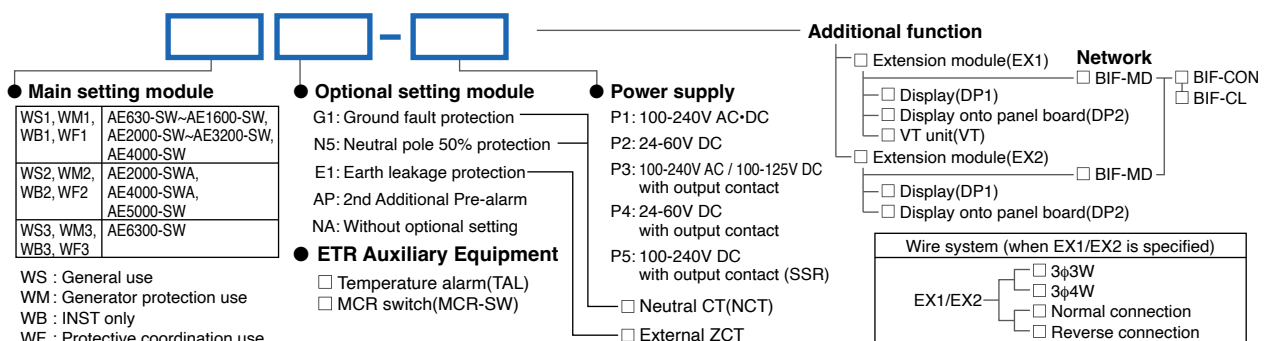 Additional function
□ Extension module(EX1)
Network
□ BIF-MD
□ BIF-CON
□ BIF-CL
□ Display(DP1)
□ Display onto panel board(DP2)
□ VT unit(VT)
□ Extension module(EX2)
□ BIF-MD
□ Display(DP1)
□ Display onto panel board(DP2)
● Main setting module
WS1, WM1, WB1, WF1
AE630-SW~AE1600-SW,
AE2000-SW~AE3200-SW,
AE4000-SW
WS2, WM2, WB2, WF2
AE2000-SWA,
AE4000-SWA,
AE5000-SW
WS3, WM3, WB3, WF3
AE6300-SW
WS : General use
WM : Generator protection use
WB : INST only
WF : Protective coordination use
● Optional setting module
G1: Ground fault protection
N5: Neutral pole 50% protection
E1: Earth leakage protection
AP: 2nd Additional Pre-alarm
NA: Without optional setting
● ETR Auxiliary Equipment
□ Temperature alarm(TAL)
□ MCR switch(MCR-SW)
● Power supply
P1: 100-240V AC•DC
P2: 24-60V DC
P3: 100-240V AC / 100-125V DC
with output contact
P4: 24-60V DC
with output contact
P5: 100-240V DC
with output contact (SSR)
□ Neutral CT(NCT)
□ External ZCT
Wire system (when EX1/EX2 is specified)
EX1/EX2
□ 3ϕ3W
□ 3ϕ4W
□ Normal connection
□ Reverse connection